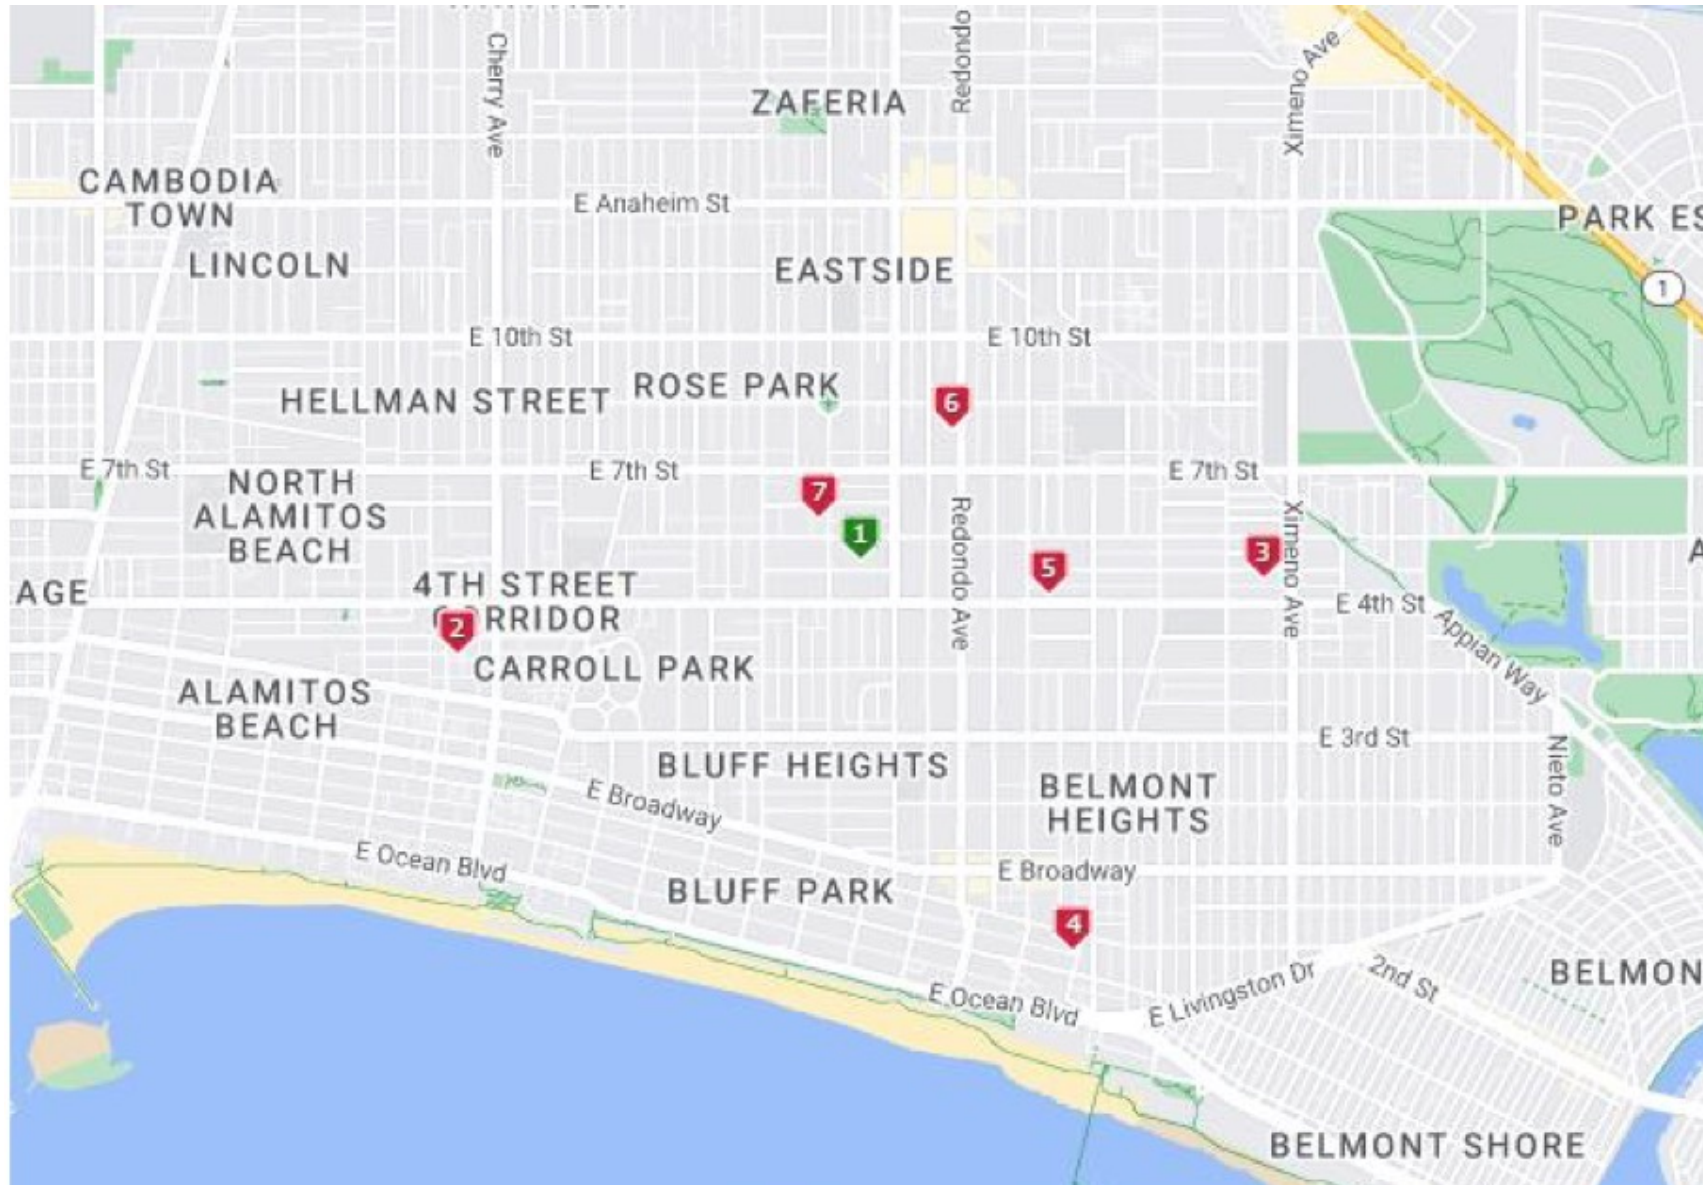 Cherry Ave
Redondo
Ximeno Ave
ZAFERIA
CAMBODIA
TOWN
E Anaheim St
PARK ES
LINCOLN
EASTSIDE
1
E 10th St
E 10th St
HELLMAN STREET
ROSE PARK
6
E 7th St
E 7th St
E 7th St
NORTH
ALAMITOS
BEACH
7
1
Redondo Ave
Ximeno Ave
3
5
A
AGE
4TH STREET
RRIDOR
2
E 4th St
Appian Way
CARROLL PARK
ALAMITOS
BEACH
E 3rd St
Nieto Ave
BLUFF HEIGHTS
BELMONT
HEIGHTS
E Broadway
E Ocean Blvd
E Broadway
BLUFF PARK
4
E Ocean Blvd
E Livingston Dr
2nd St
BELMON
BELMONT SHORE